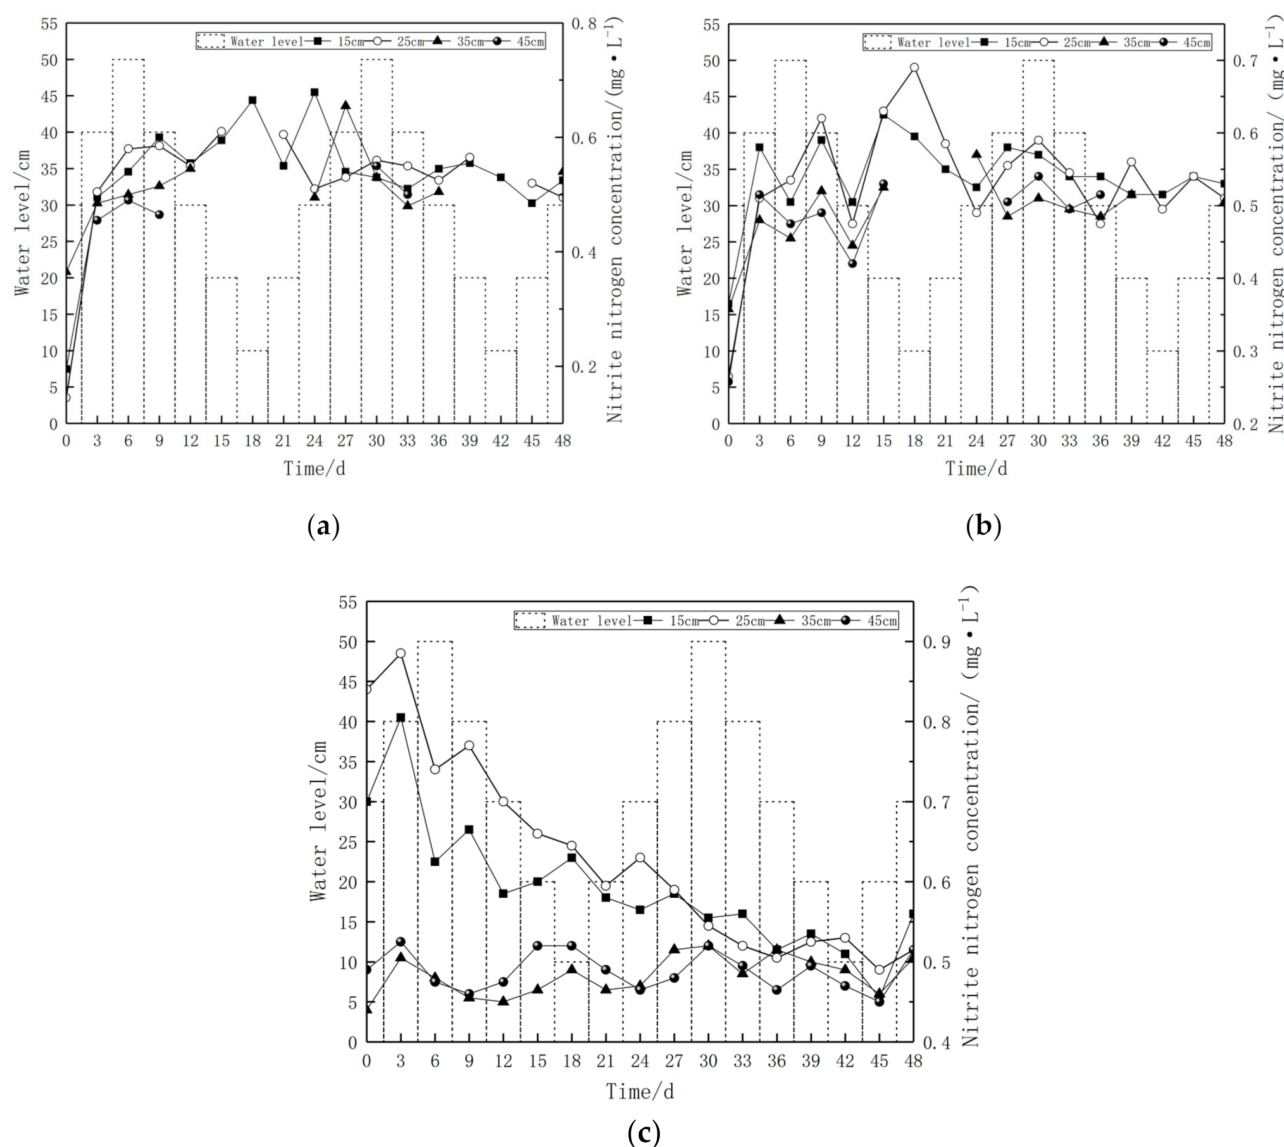 Water level 15cm 25cm 35cm 45cm
55
50
45
40
35
30
25
20
15
10
5
0
0.8
0.6
0.4
0.2
Water level/cm
Nitrite nitrogen concentration/(mg·L⁻¹)
0 3 6 9 12 15 18 21 24 27 30 33 36 39 42 45 48
Time/d
(a)
Water level 15cm 25cm 35cm 45cm
55
50
45
40
35
30
25
20
15
10
5
0
0.7
0.6
0.5
0.4
0.3
0.2
Water level/cm
Nitrite nitrogen concentration/ (mg·L⁻¹)
0 3 6 9 12 15 18 21 24 27 30 33 36 39 42 45 48
Time/d
(b)
Water level 15cm 25cm 35cm 45cm
55
50
45
40
35
30
25
20
15
10
5
0
0.9
0.8
0.7
0.6
0.5
0.4
Water level/cm
Nitrite nitrogen concentration/ (mg·L⁻¹)
0 3 6 9 12 15 18 21 24 27 30 33 36 39 42 45 48
Time/d
(c)